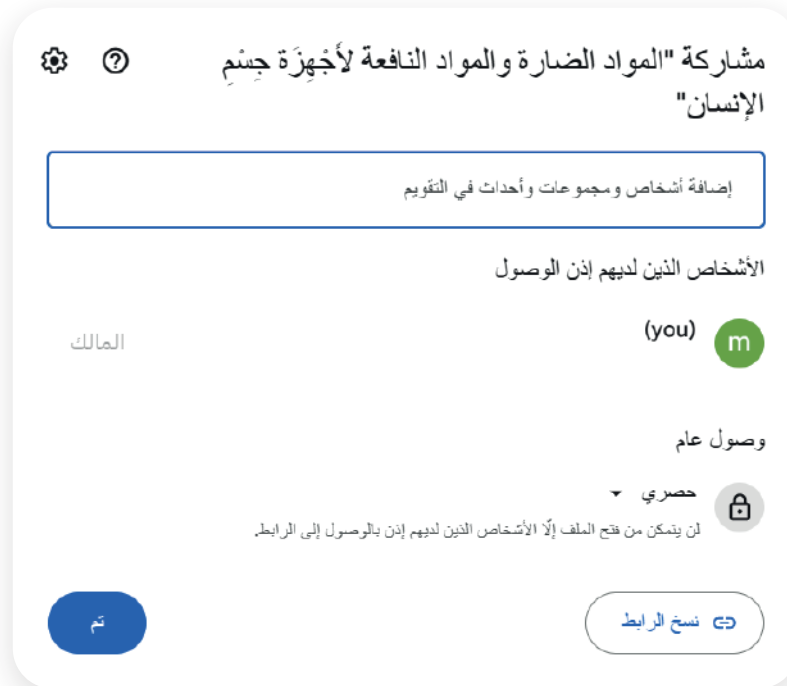 مشاركة "المواد الضارة والمواد النافعة لأَجْهِزَة جِسْمِ
الإنسان"
إضافة أشخاص ومجموعات وأحداث في التقويم
الأشخاص الذين لديهم إذن الوصول
(you)
m
المالك
وصول عام
حصري
لن يتمكن من فتح الملف إلّا الأشخاص الذين لديهم إذن بالوصول إلى الرابط.
نسخ الرابط
تم